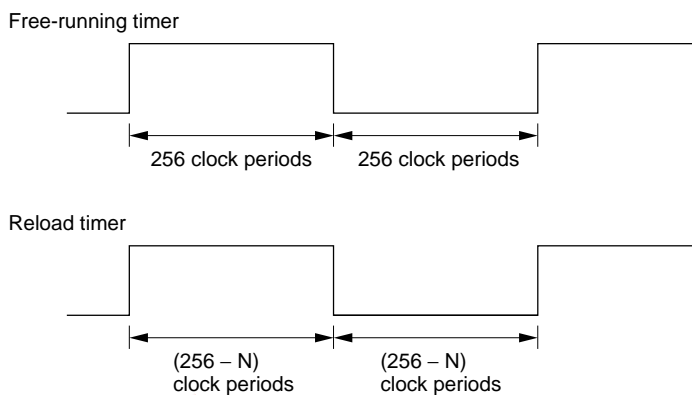 Free-running timer
256 clock periods
256 clock periods
Reload timer
(256 – N)
clock periods
(256 – N)
clock periods